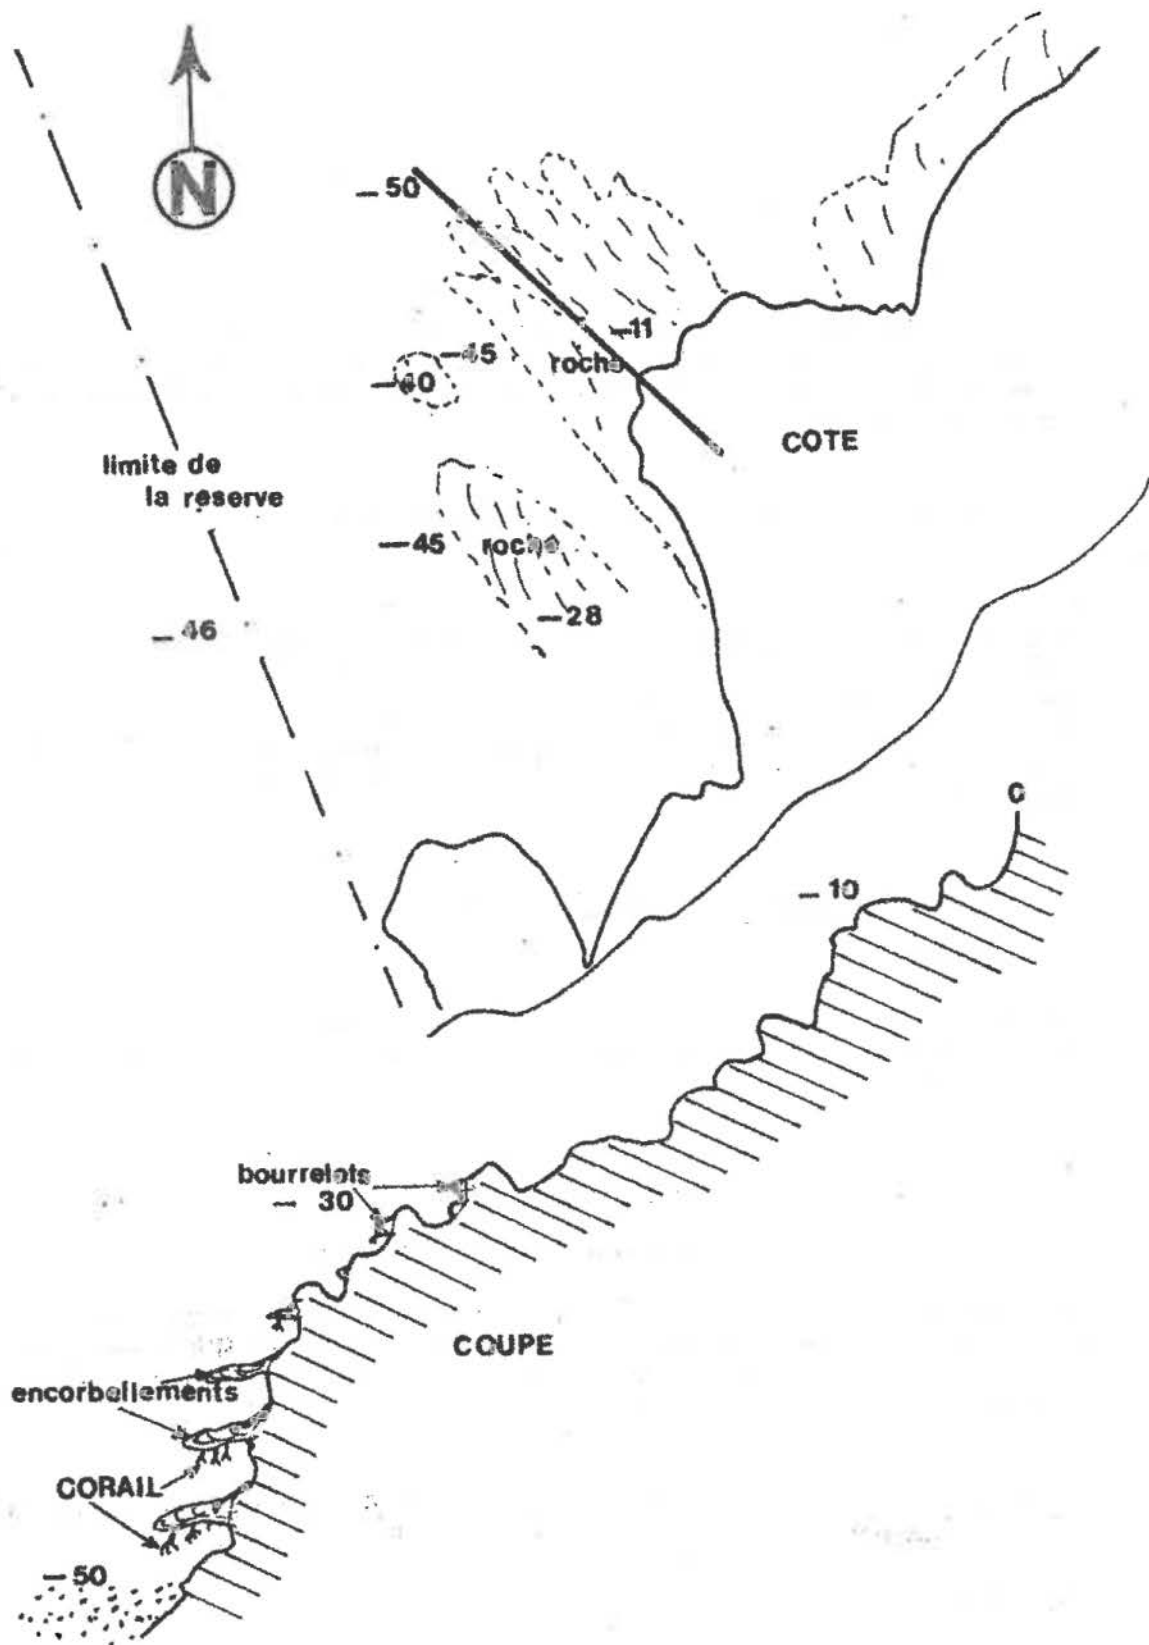 N
– 50
– 11
roche
– 45
– 40
COTE
limite de
la réserve
– 45 roche
– 28
– 46
0
– 10
bourrelets
– 30
COUPE
encorbellements
CORAIL
– 50